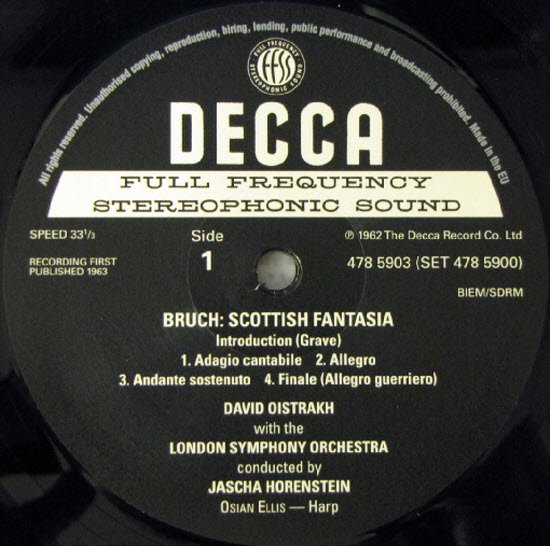 All rights reserved. Unauthorised copying, reproduction, hiring, lending, public performance and broadcasting prohibited. Made in the EU
FULL FREQUENCY
FFSS
STEREOPHONIC SOUND
DECCA
FULL FREQUENCY
STEREOPHONIC SOUND
SPEED 33¹/₃
Side
℗ 1962 The Decca Record Co. Ltd
RECORDING FIRST
PUBLISHED 1963
1
478 5903 (SET 478 5900)
BIEM/SDRM
BRUCH: SCOTTISH FANTASIA
Introduction (Grave)
1. Adagio cantabile 2. Allegro
3. Andante sostenuto 4. Finale (Allegro guerriero)
DAVID OISTRAKH
with the
LONDON SYMPHONY ORCHESTRA
conducted by
JASCHA HORENSTEIN
OSIAN ELLIS — Harp